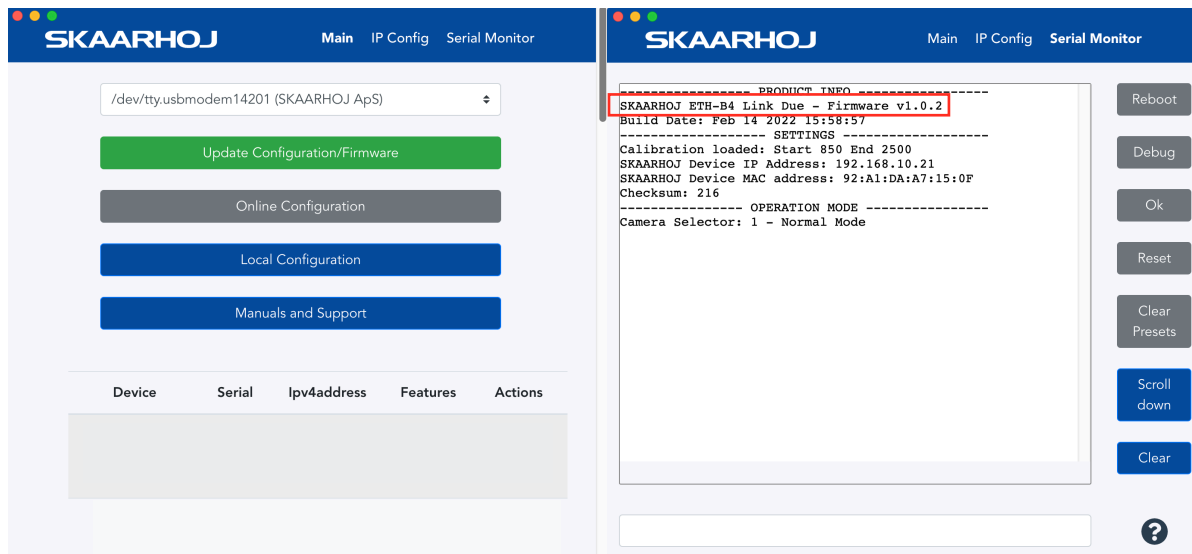 SKAARHOJ
Main IP Config Serial Monitor
/dev/tty.usbmodem14201 (SKAARHOJ ApS)
Update Configuration/Firmware
Online Configuration
Local Configuration
Manuals and Support
Device Serial Ipv4address Features Actions
SKAARHOJ
Main IP Config Serial Monitor
----------------- PRODUCT INFO -----------------
SKAARHOJ ETH-B4 Link Due - Firmware v1.0.2
Build Date: Feb 14 2022 15:58:57
------------------- SETTINGS -------------------
Calibration loaded: Start 850 End 2500
SKAARHOJ Device IP Address: 192.168.10.21
SKAARHOJ Device MAC address: 92:A1:DA:A7:15:0F
Checksum: 216
---------------- OPERATION MODE ----------------
Camera Selector: 1 - Normal Mode
Reboot
Debug
Ok
Reset
Clear
Presets
Scroll
down
Clear
?